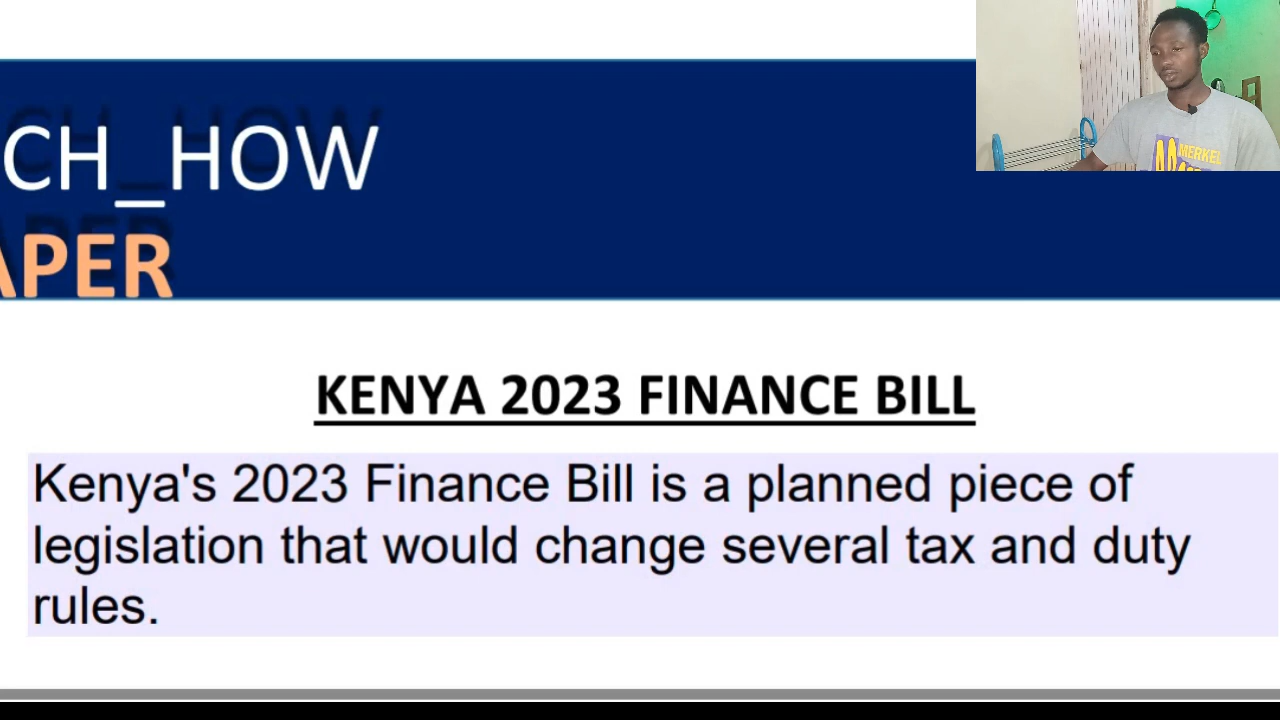 CH_HOW
APER
KENYA 2023 FINANCE BILL
Kenya's 2023 Finance Bill is a planned piece of
legislation that would change several tax and duty
rules.
MERKEL